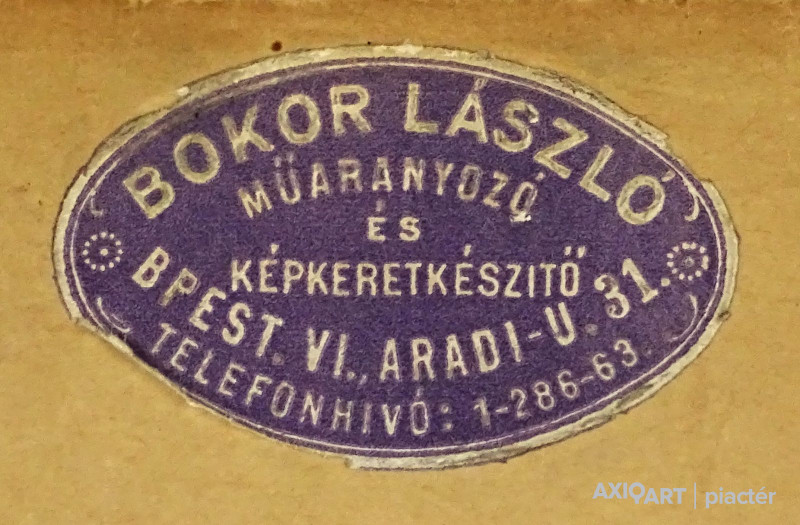 BOKOR LÁSZLÓ
MŰARANYOZÓ
ÉS
KÉPKERETKÉSZITŐ
BPEST. VI., ARADI-U. 31.
TELEFONHIVÓ: 1-286-63.
AXIOART | piactér